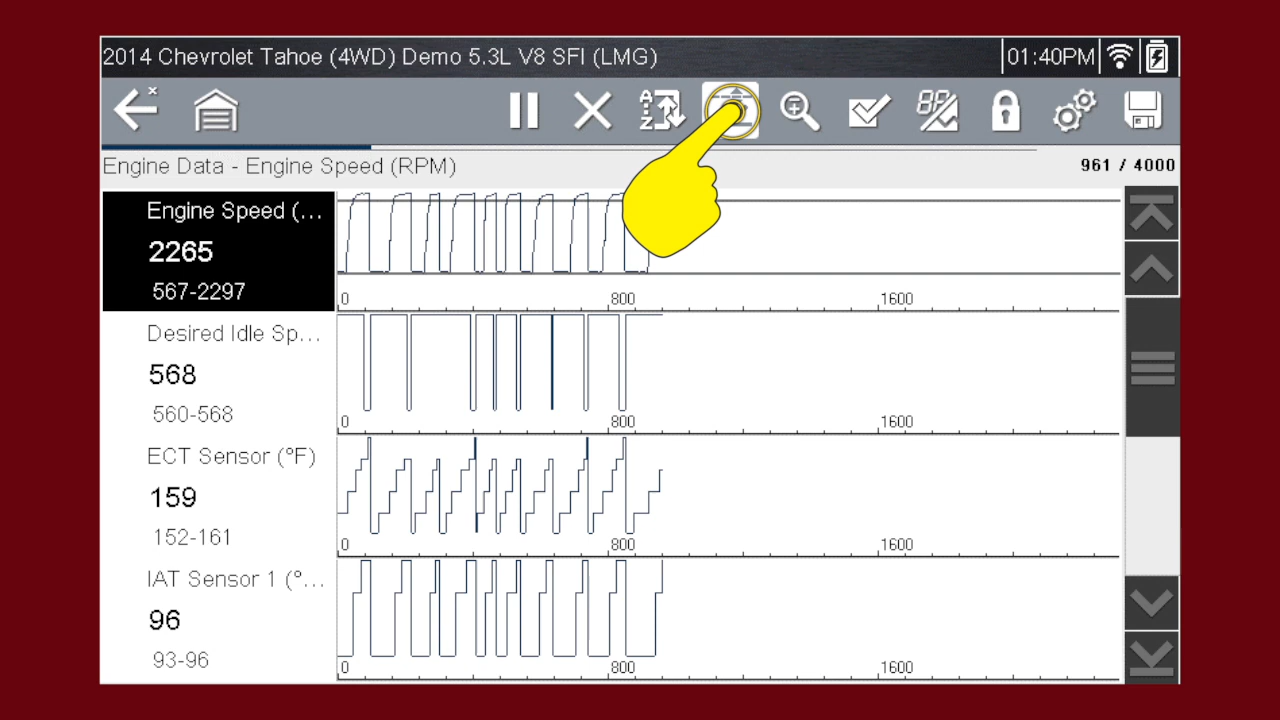 2014 Chevrolet Tahoe (4WD) Demo 5.3L V8 SFI (LMG)
01:40PM
A
Z
Engine Data - Engine Speed (RPM)
961 / 4000
Engine Speed (...
2265
567-2297
0 800 1600
Desired Idle Sp...
568
560-568
0 800 1600
ECT Sensor (°F)
159
152-161
0 800 1600
IAT Sensor 1 (°...
96
93-96
0 800 1600